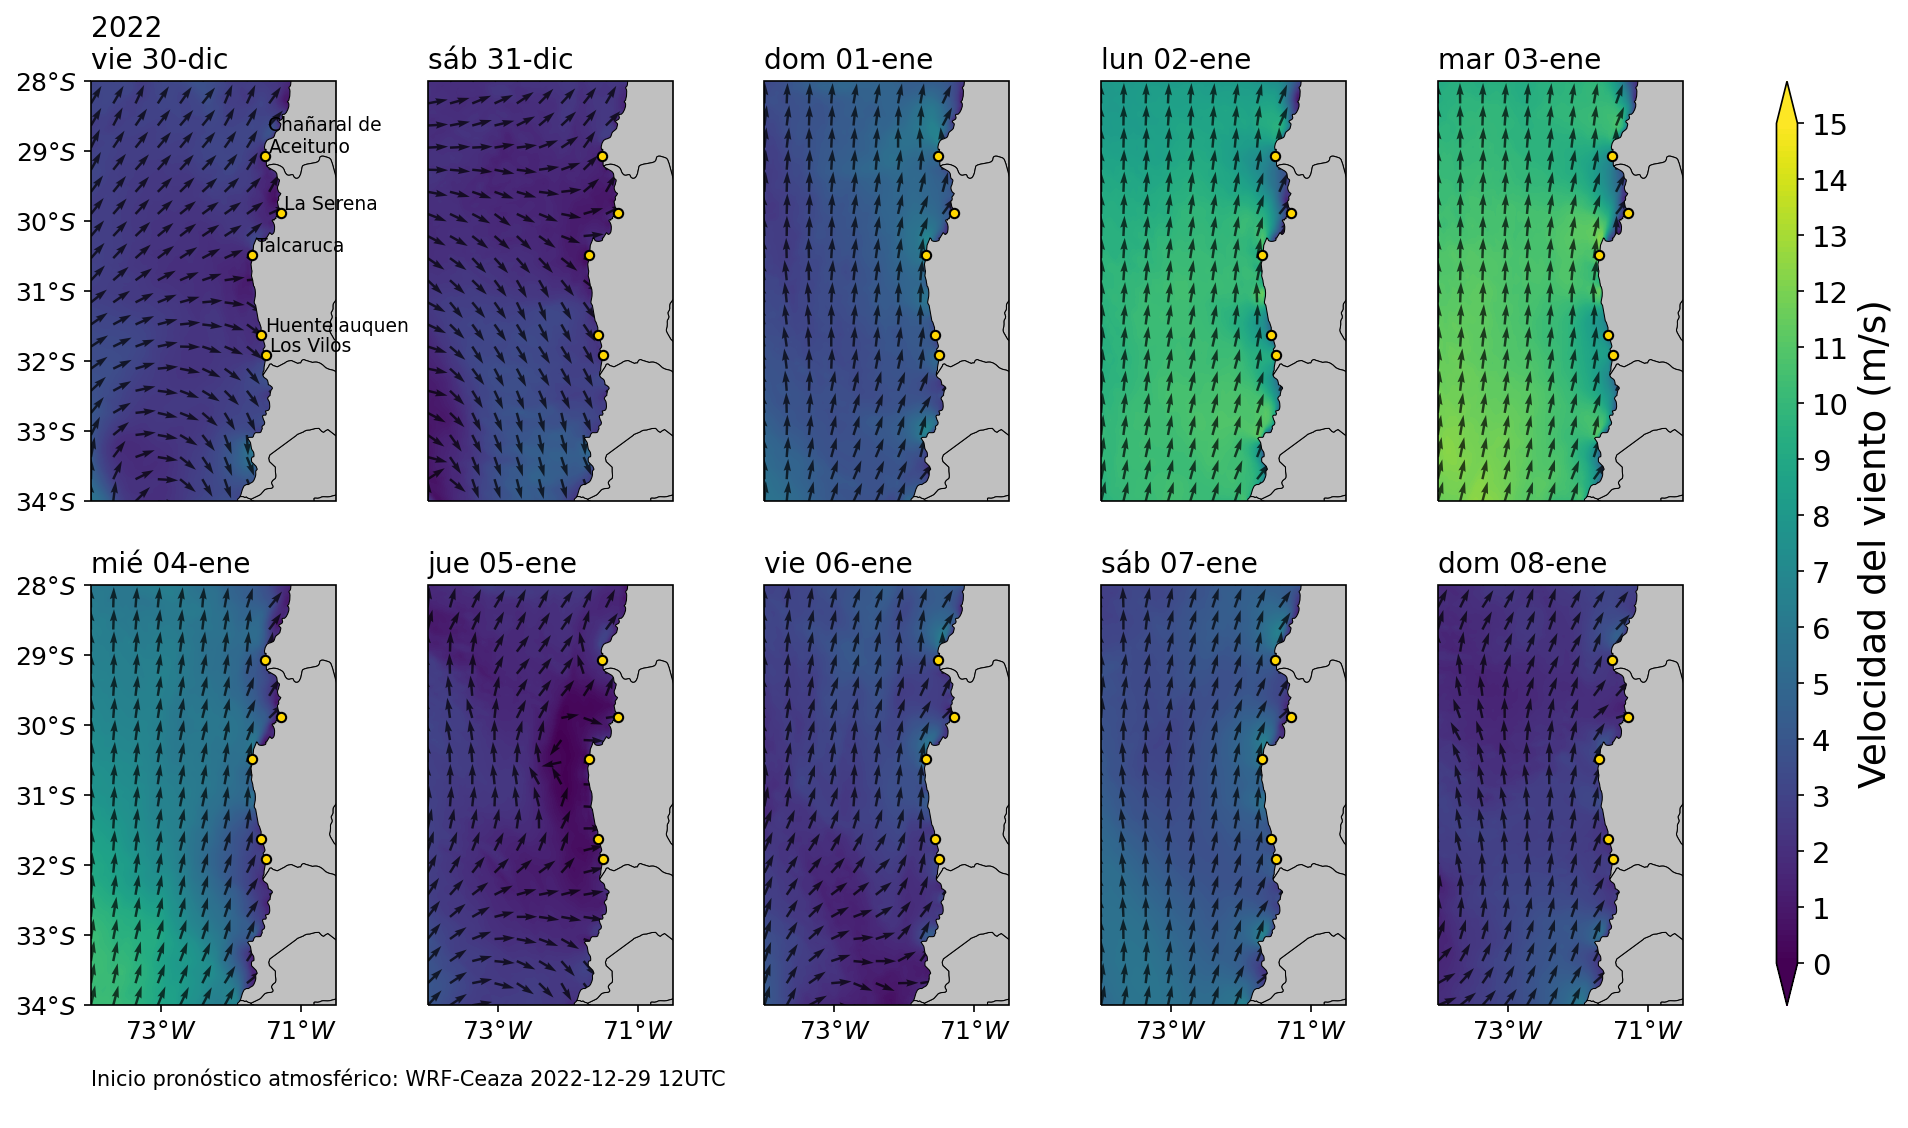 2022
vie 30-dic
sáb 31-dic
dom 01-ene
lun 02-ene
mar 03-ene
28°S
29°S
30°S
31°S
32°S
33°S
34°S
Chañaral de
Aceituno
La Serena
Talcaruca
Huentelauquen
Los Vilos
mié 04-ene
jue 05-ene
vie 06-ene
sáb 07-ene
dom 08-ene
28°S
29°S
30°S
31°S
32°S
33°S
34°S
73°W 71°W
73°W 71°W
73°W 71°W
73°W 71°W
73°W 71°W
15
14
13
12
11
10
9
8
7
6
5
4
3
2
1
0
Velocidad del viento (m/s)
Inicio pronóstico atmosférico: WRF-Ceaza 2022-12-29 12UTC